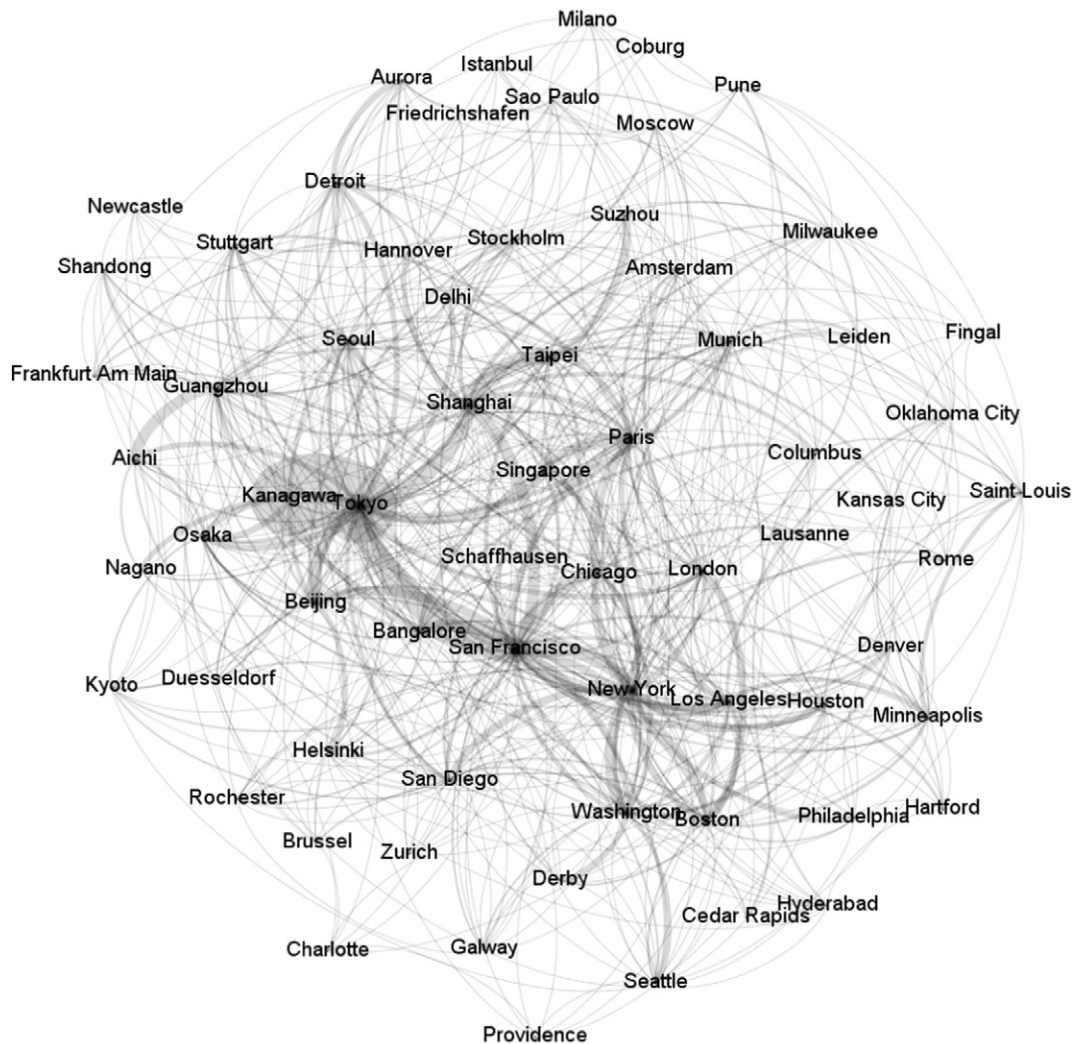 Milano
Coburg
Istanbul
Aurora
Pune
Sao Paulo
Friedrichshafen
Moscow
Detroit
Newcastle
Suzhou
Milwaukee
Stuttgart
Stockholm
Hannover
Shandong
Amsterdam
Delhi
Fingal
Leiden
Seoul
Munich
Taipei
Frankfurt Am Main
Guangzhou
Shanghai
Oklahoma City
Paris
Columbus
Aichi
Singapore
Saint Louis
Kanagawa
Kansas City
Tokyo
Osaka
Lausanne
Schaffhausen
Rome
Nagano
London
Chicago
Beijing
Bangalore
Denver
San Francisco
Duesseldorf
Kyoto
New York
Los Angeles
Houston
Minneapolis
Helsinki
San Diego
Rochester
Hartford
Washington
Philadelphia
Boston
Brussel
Zurich
Derby
Hyderabad
Cedar Rapids
Galway
Charlotte
Seattle
Providence